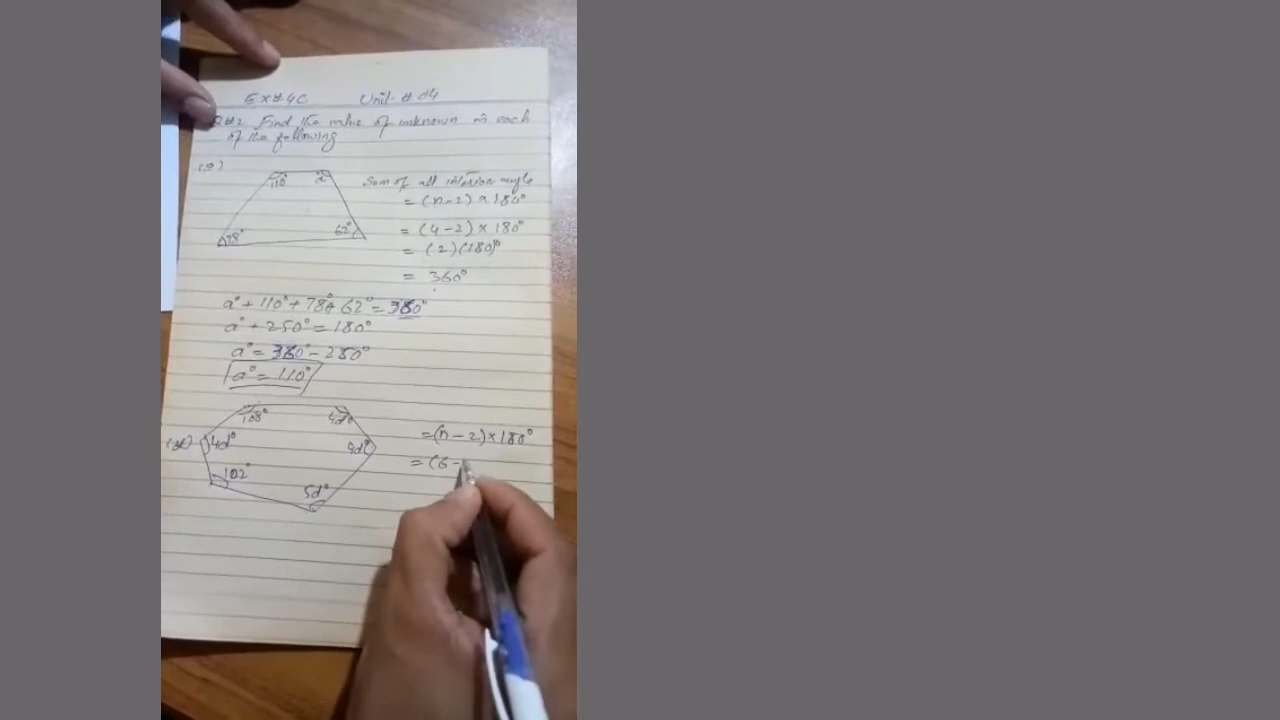 Ex#4C Unit # 04
Q#2 Find the value of unknown in each
of the following
(a)
110° a°
78° 62°
Sum of all interior angle
= (n-2) × 180°
= (4-2) × 180°
= (2)(180)°
= 360°
a° + 110° + 78° + 62° = 360°
a° + 250° = 180°
a° = 360° - 250°
a° = 110°
108° 4d°
4d° 4d°
102°
5d°
= (n-2) × 180°
= (6-